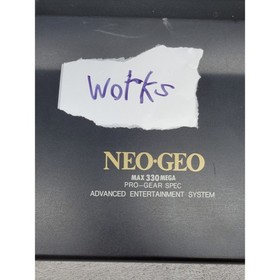 works
NEO•GEO
MAX 330 MEGA
PRO-GEAR SPEC
ADVANCED ENTERTAINMENT SYSTEM